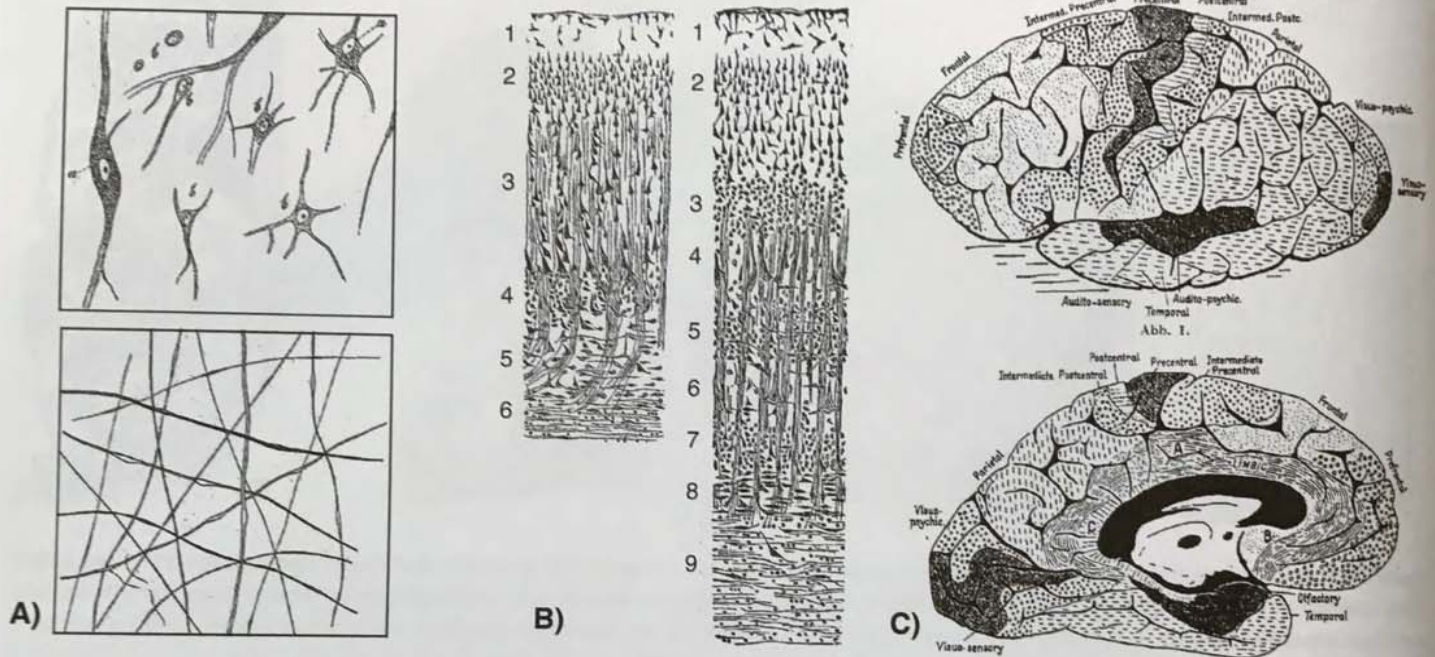 a
b
b
b
b
a
b
b
A)
1
2
3
4
5
6
1
2
3
4
5
6
7
8
9
B)
Intermed. Precentral
Precentral
Postcentral
Intermed. Postc.
Parietal
Frontal
Prefrontal
Visuo-psychic.
Visuo-
sensory
Audito-sensory
Audito-psychic.
Temporal
Abb. 1.
Postcentral
Precentral
Intermediate
Precentral
Intermediate Postcentral
Frontal
Prefrontal
Parietal
Visuo-
psychic.
A
LIMBIC
C
B
Olfactory
Temporal
Visuo-sensory
C)